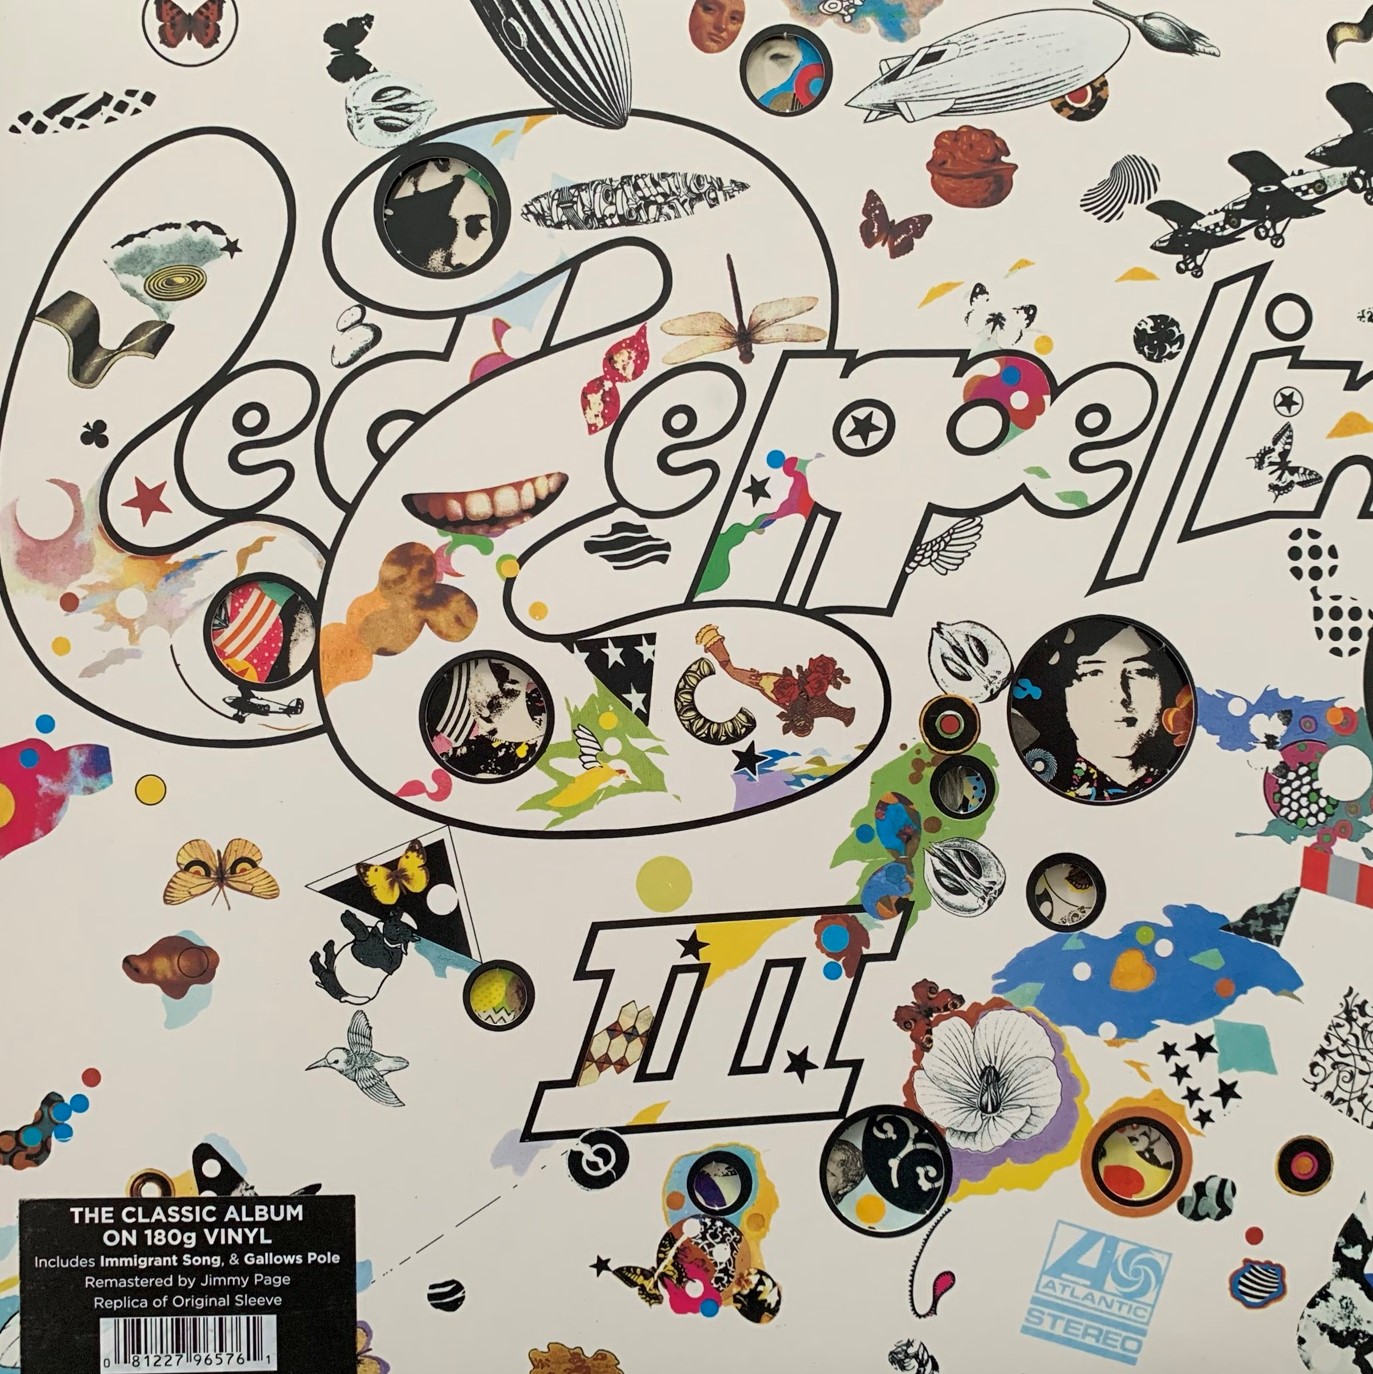 Led Zeppelin
III
THE CLASSIC ALBUM
ON 180g VINYL
Includes Immigrant Song, & Gallows Pole
Remastered by Jimmy Page
Replica of Original Sleeve
0 81227 96576 1
ATLANTIC
STEREO